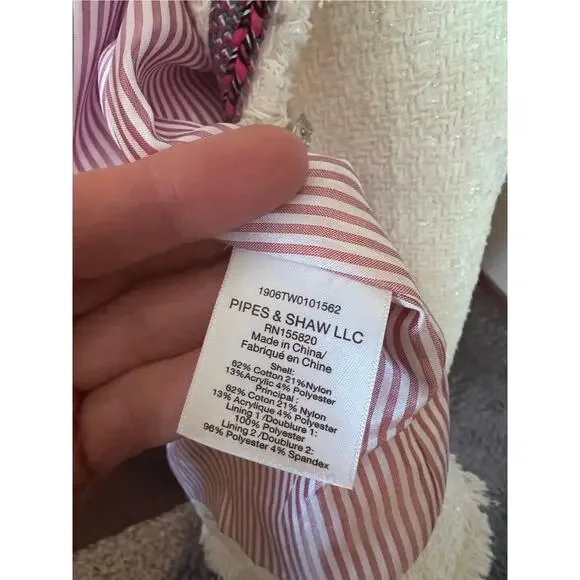 1906TW0101562
PIPES & SHAW LLC
RN155820
Made in China/
Fabriqué en Chine
Shell:
62% Cotton 21% Nylon
13% Acrylic 4% Polyester
Principal :
62% Coton 21% Nylon
13% Acrylique 4% Polyester
Lining 1 /Doublure 1:
100% Polyester
Lining 2 /Doublure 2:
96% Polyester 4% Spandex